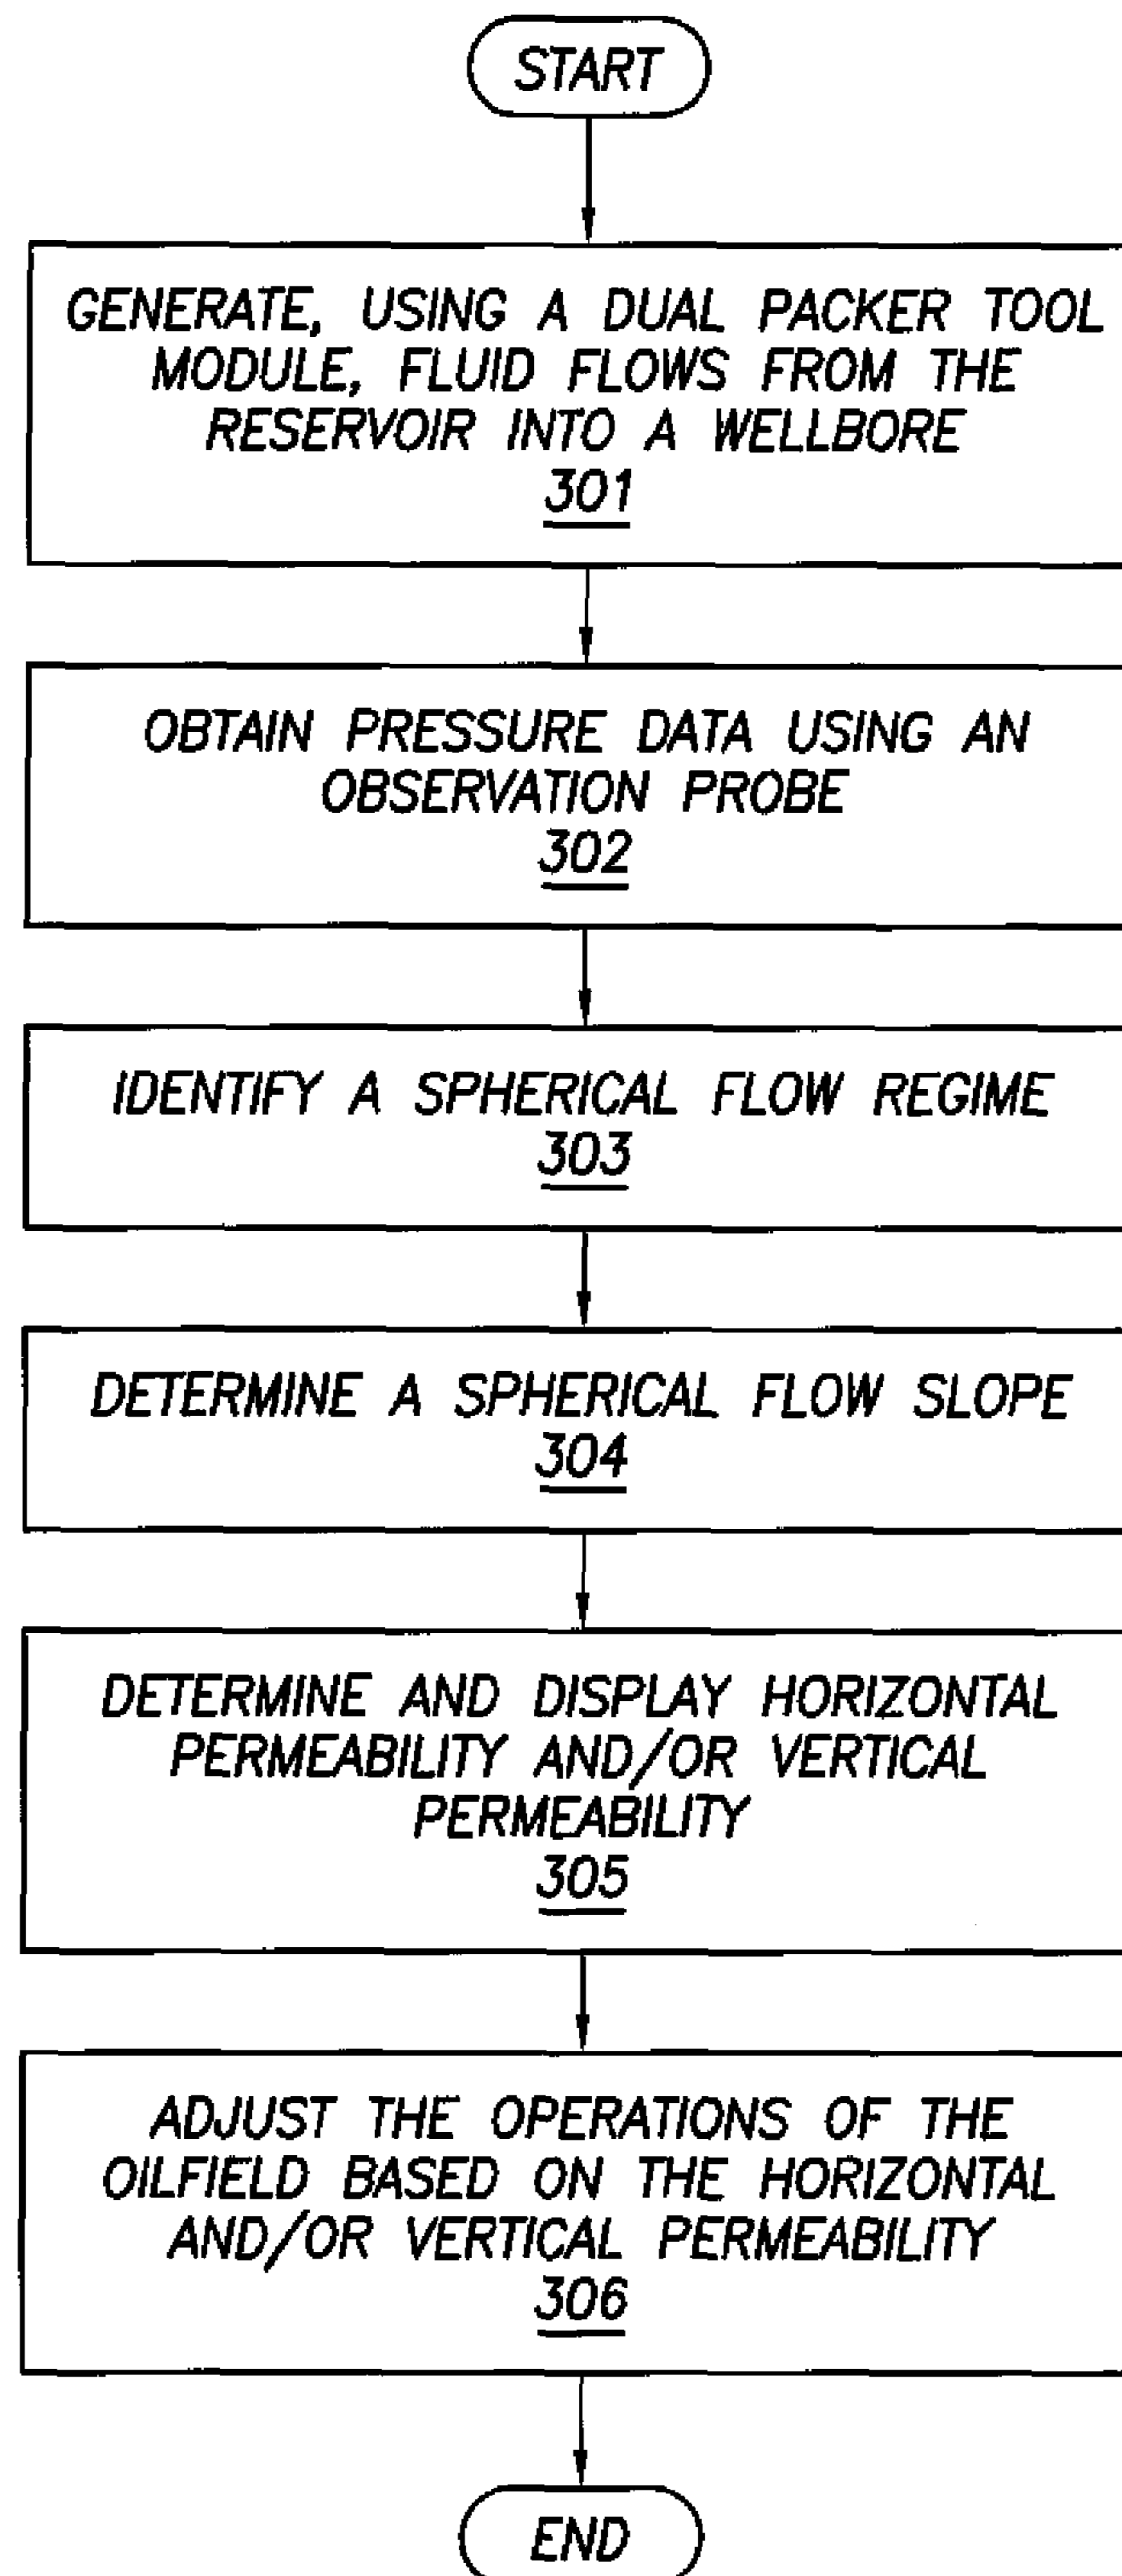 START
GENERATE, USING A DUAL PACKER TOOL
MODULE, FLUID FLOWS FROM THE
RESERVOIR INTO A WELLBORE
301
OBTAIN PRESSURE DATA USING AN
OBSERVATION PROBE
302
IDENTIFY A SPHERICAL FLOW REGIME
303
DETERMINE A SPHERICAL FLOW SLOPE
304
DETERMINE AND DISPLAY HORIZONTAL
PERMEABILITY AND/OR VERTICAL
PERMEABILITY
305
ADJUST THE OPERATIONS OF THE
OILFIELD BASED ON THE HORIZONTAL
AND/OR VERTICAL PERMEABILITY
306
END